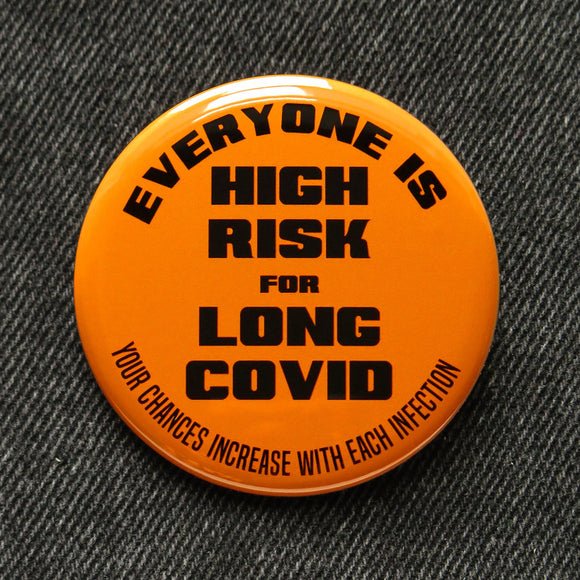 EVERYONE IS
HIGH
RISK
FOR
LONG
COVID
YOUR CHANCES INCREASE WITH EACH INFECTION